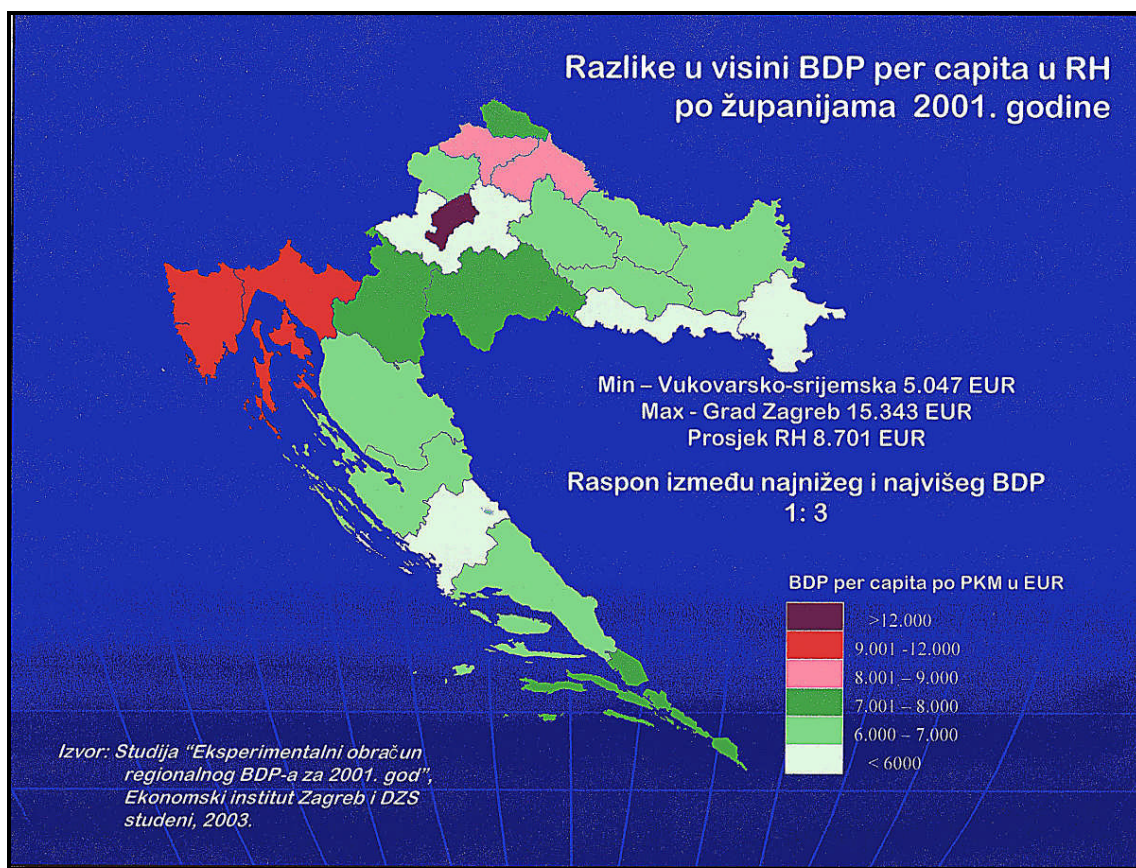 Razlike u visini BDP per capita u RH
po županijama 2001. godine
Min – Vukovarsko-srijemska 5.047 EUR
Max - Grad Zagreb 15.343 EUR
Prosjek RH 8.701 EUR
Raspon između najnižeg i najvišeg BDP
1: 3
BDP per capita po PKM u EUR
>12.000
9.001 -12.000
8.001 – 9.000
7.001 – 8.000
6.000 – 7.000
< 6000
Izvor: Studija “Eksperimentalni obračun
regionalnog BDP-a za 2001. god”,
Ekonomski institut Zagreb i DZS
studeni, 2003.